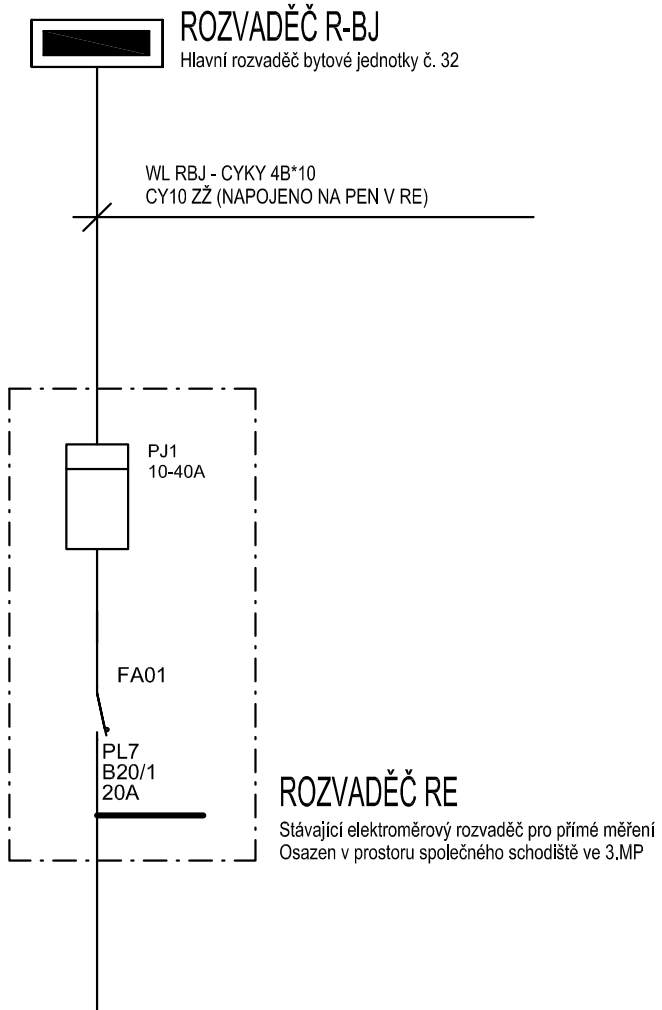 ROZVADĚČ R-BJ
Hlavní rozvaděč bytové jednotky č. 32
WL RBJ - CYKY 4B*10
CY10 ZŽ (NAPOJENO NA PEN V RE)
PJ1
10-40A
FA01
PL7
B20/1
20A
ROZVADĚČ RE
Stávající elektroměrový rozvaděč pro přímé měření
Osazen v prostoru společného schodiště ve 3.MP